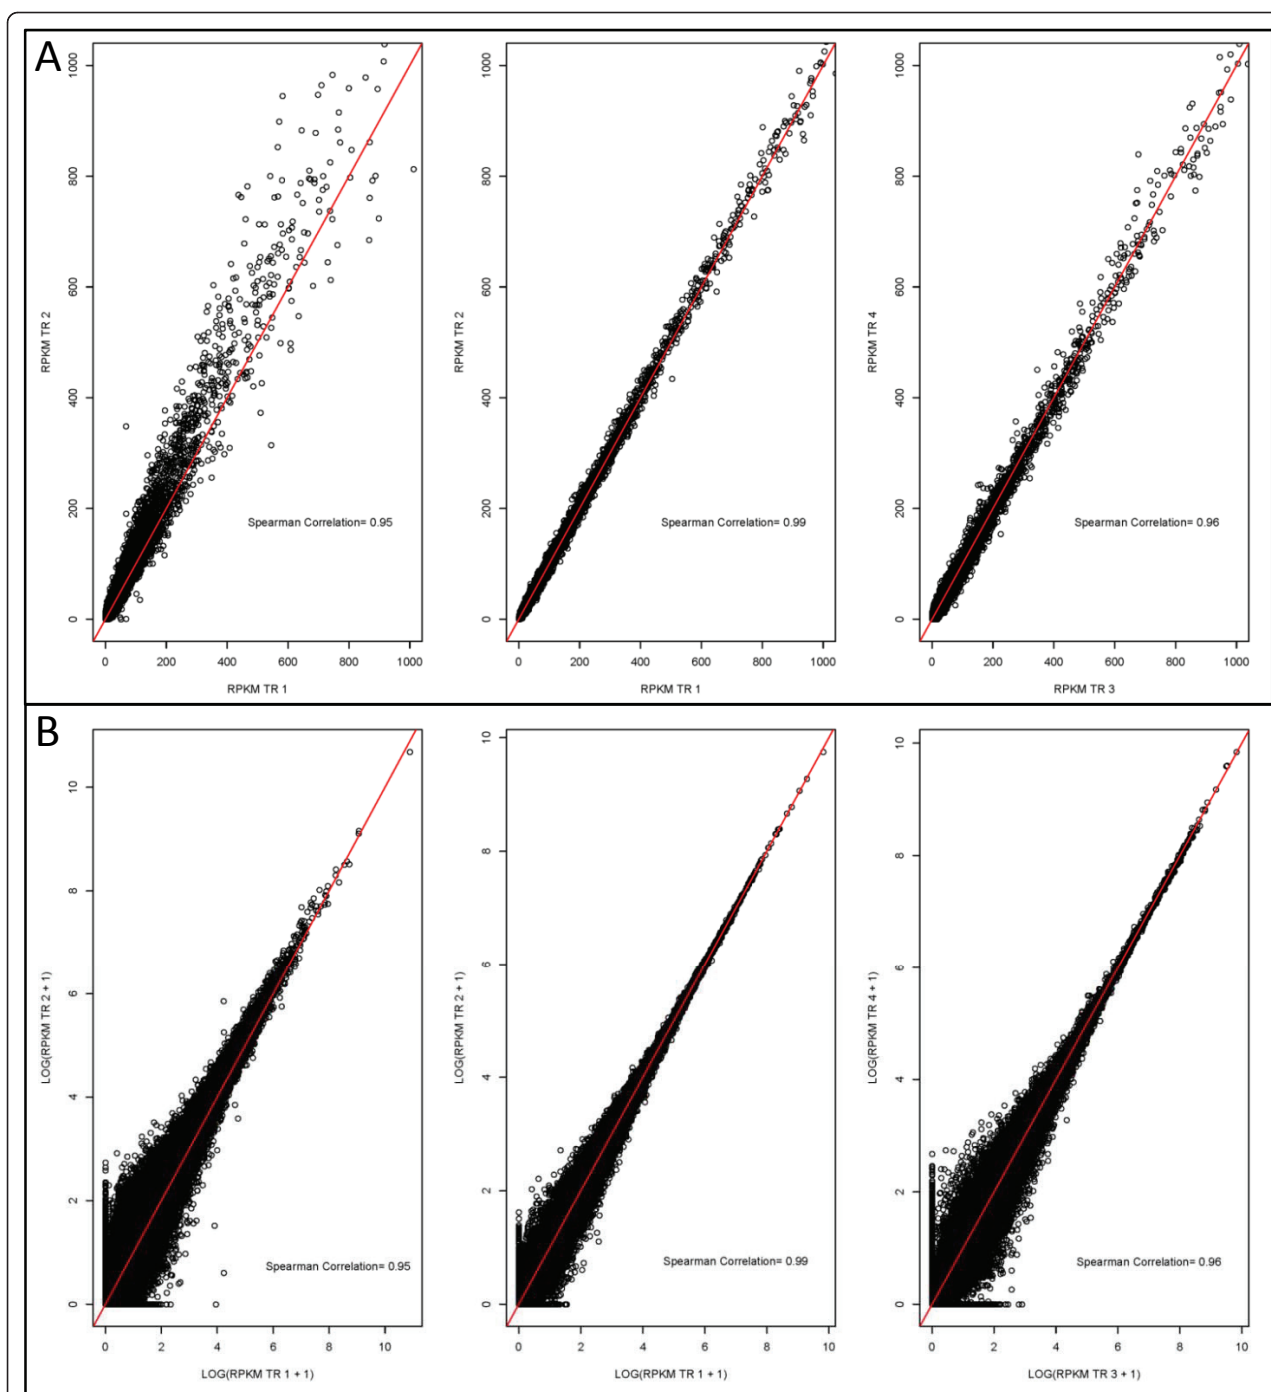 A
1000
800
600
400
200
0
RPKM TR 2
0 200 400 600 800 1000
RPKM TR 1
Spearman Correlation= 0.95
1000
800
600
400
200
0
RPKM TR 2
0 200 400 600 800 1000
RPKM TR 1
Spearman Correlation= 0.99
1000
800
600
400
200
0
RPKM TR 4
0 200 400 600 800 1000
RPKM TR 3
Spearman Correlation= 0.96
B
10
8
6
4
2
0
LOG(RPKM TR 2 + 1)
0 2 4 6 8 10
LOG(RPKM TR 1 + 1)
Spearman Correlation= 0.95
10
8
6
4
2
0
LOG(RPKM TR 2 + 1)
0 2 4 6 8 10
LOG(RPKM TR 1 + 1)
Spearman Correlation= 0.99
10
8
6
4
2
0
LOG(RPKM TR 4 + 1)
0 2 4 6 8 10
LOG(RPKM TR 3 + 1)
Spearman Correlation= 0.96